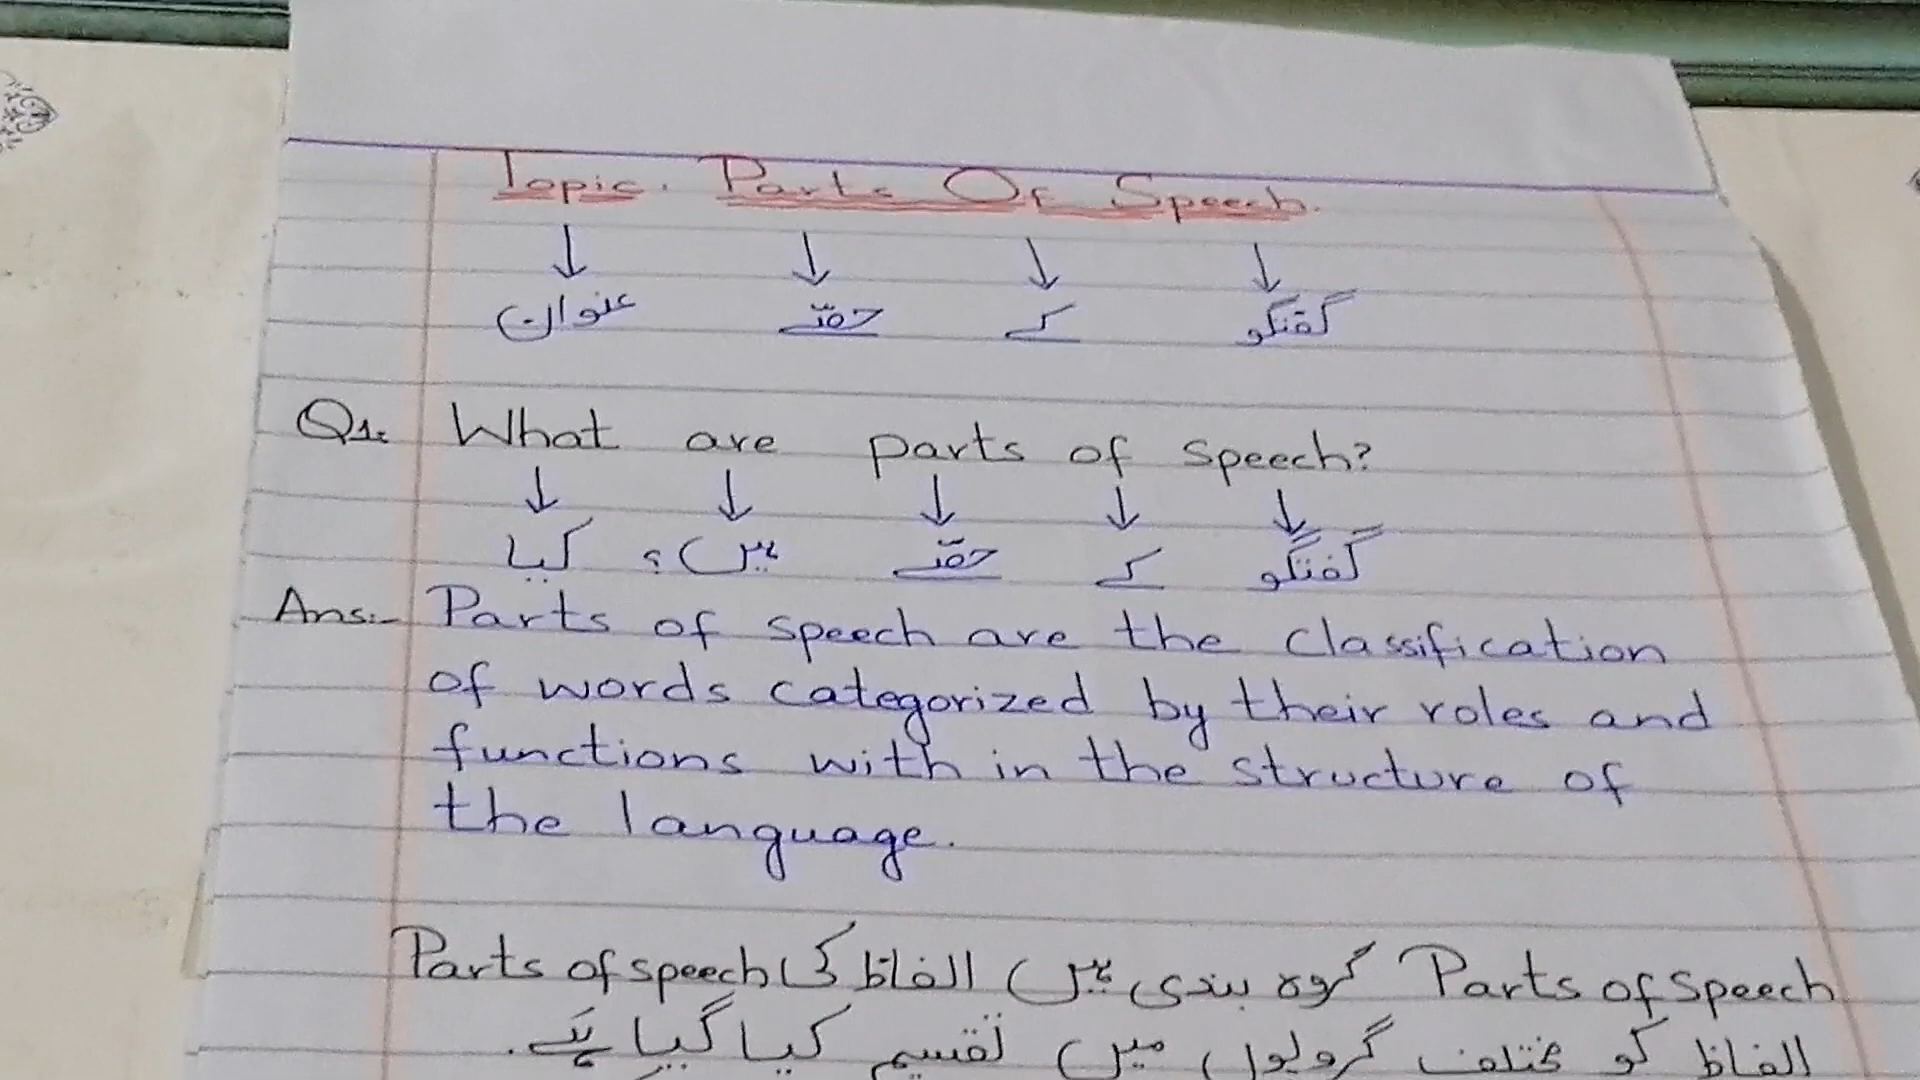 Topic. Parts Of Speech.
عنوان حصّے کے گفتگو
Q1: What are parts of speech?
کیا ہیں؟ حصّے کے گفتگو
Ans:- Parts of speech are the classification
of words categorized by their roles and
functions with in the structure of
the language.
Parts of speech گروہ بندی ہیں الفاظ کی Parts of speech
الفاظ کو مختلف گروپوں میں تقسیم کیا گیا ہے.